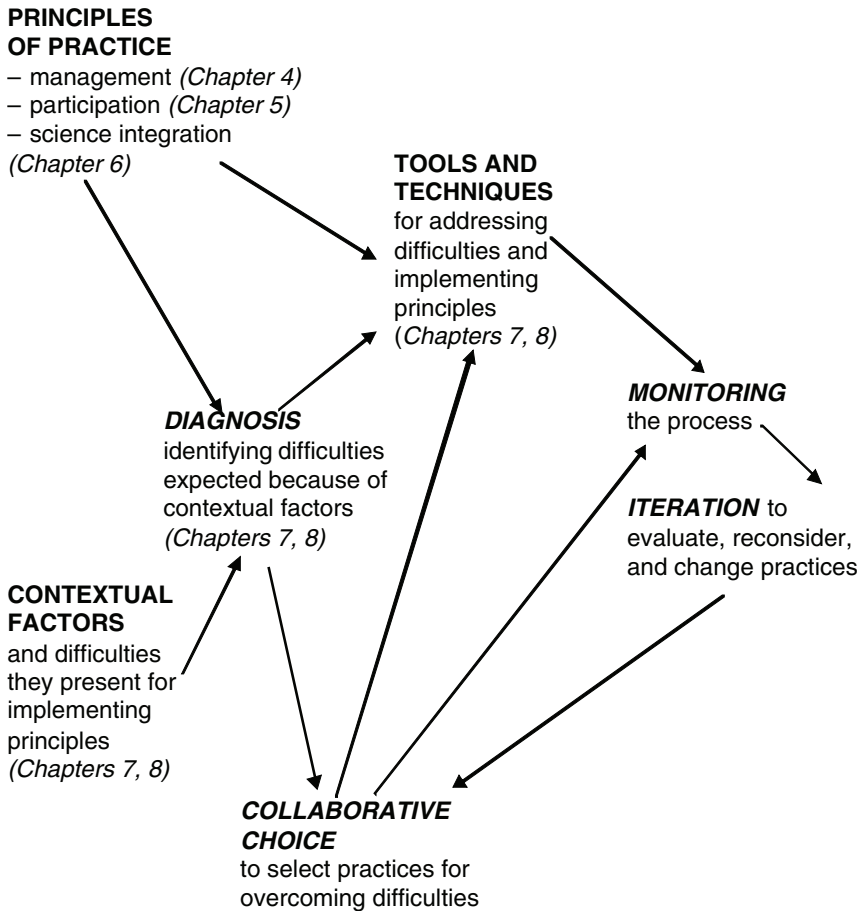 PRINCIPLES
OF PRACTICE
– management (Chapter 4)
– participation (Chapter 5)
– science integration
(Chapter 6)
TOOLS AND
TECHNIQUES
for addressing
difficulties and
implementing
principles
(Chapters 7, 8)
MONITORING
the process
DIAGNOSIS
identifying difficulties
expected because of
contextual factors
(Chapters 7, 8)
ITERATION to
evaluate, reconsider,
and change practices
CONTEXTUAL
FACTORS
and difficulties
they present for
implementing
principles
(Chapters 7, 8)
COLLABORATIVE
CHOICE
to select practices for
overcoming difficulties